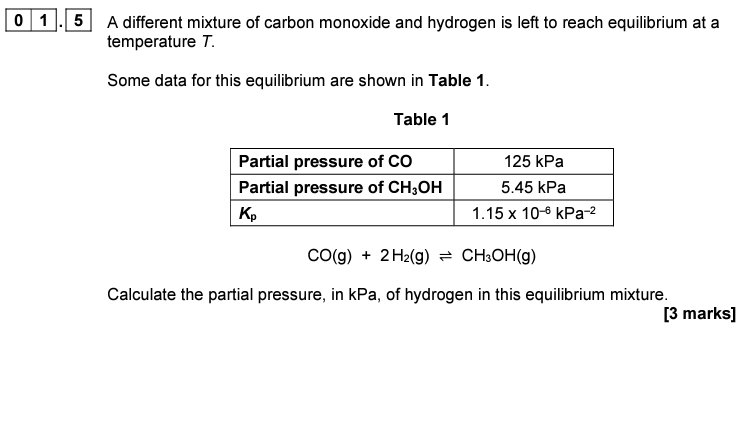 0 1 . 5 A different mixture of carbon monoxide and hydrogen is left to reach equilibrium at a
temperature T.
Some data for this equilibrium are shown in Table 1.
Table 1
Partial pressure of CO 125 kPa
Partial pressure of CH₃OH 5.45 kPa
Kₚ 1.15 x 10⁻⁶ kPa⁻²
CO(g) + 2 H₂(g) ⇌ CH₃OH(g)
Calculate the partial pressure, in kPa, of hydrogen in this equilibrium mixture.
[3 marks]